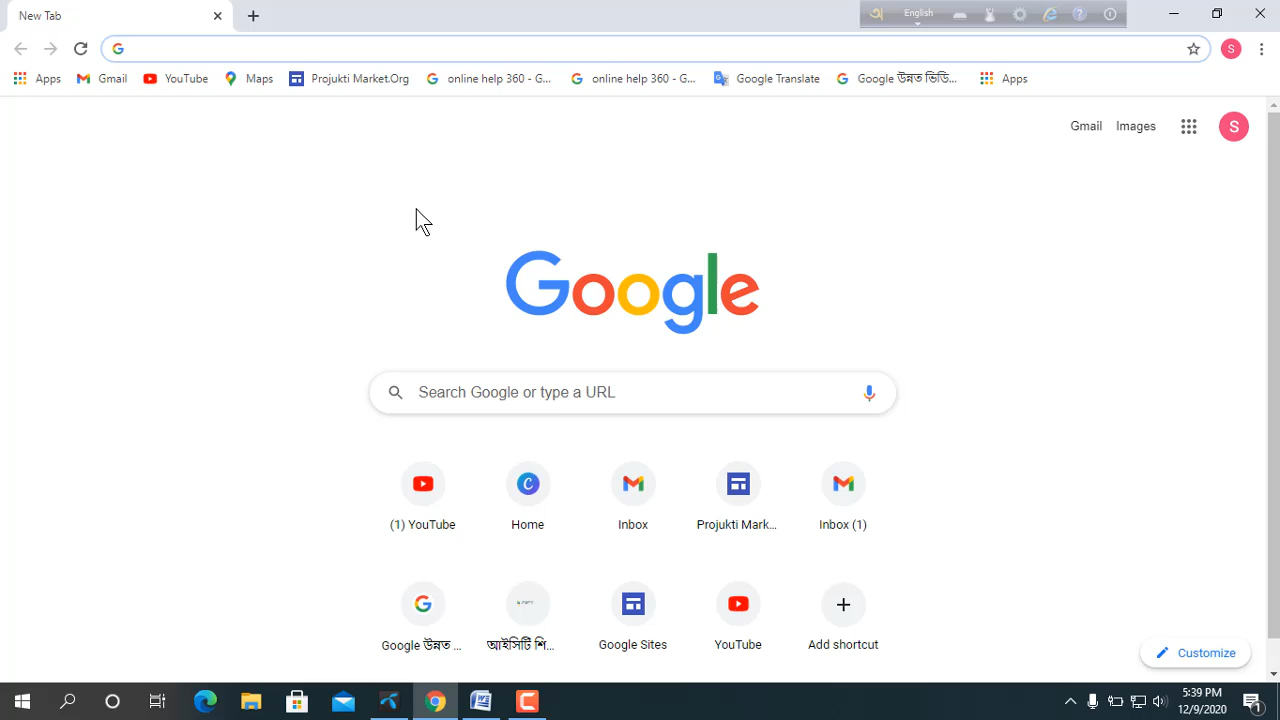 New Tab
English
Apps Gmail YouTube Maps Projukti Market.Org online help 360 - G... online help 360 - G... Google Translate Google উন্নত ভিডি... Apps
Gmail Images S
Google
Search Google or type a URL
(1) YouTube Home Inbox Projukti Mark... Inbox (1)
Google উন্নত ... আইসিটি শি... Google Sites YouTube Add shortcut
Customize
5:39 PM
12/9/2020